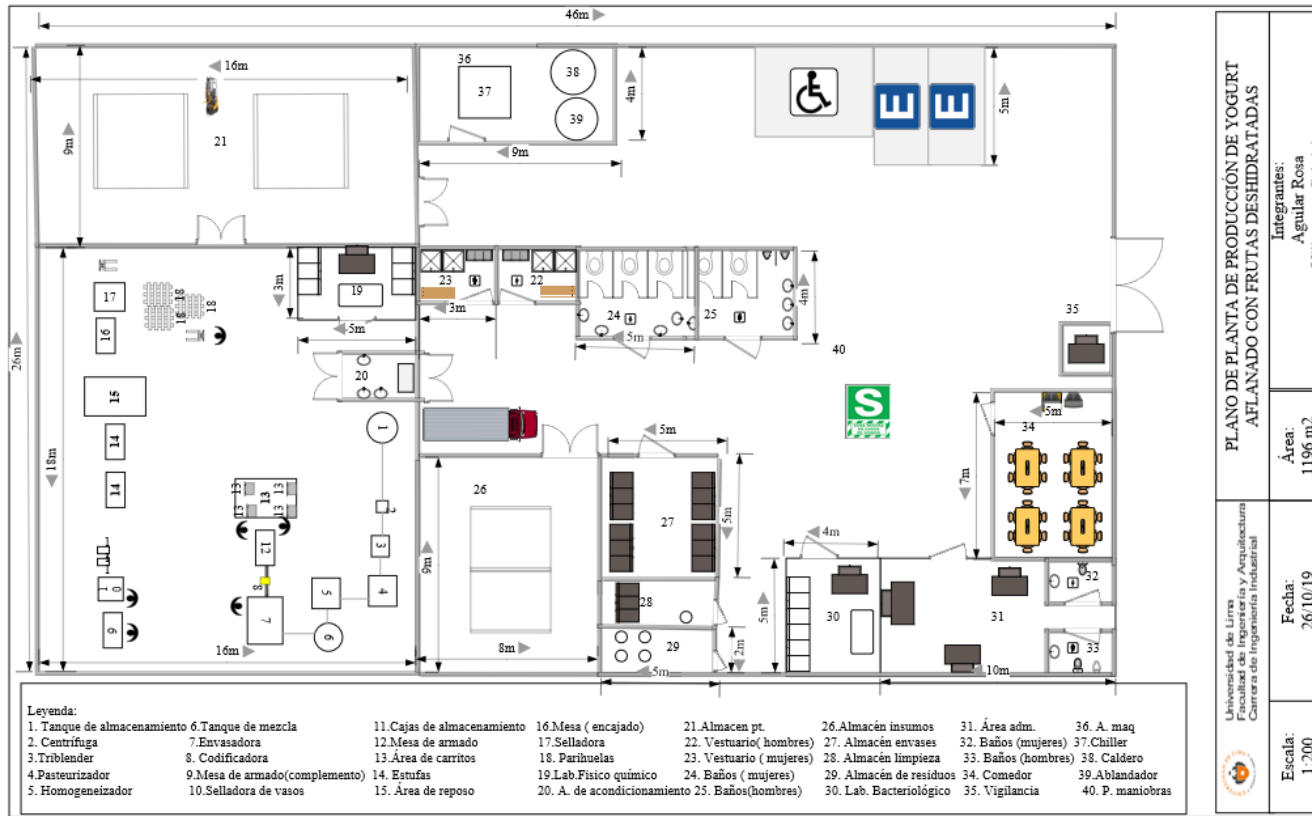 46m
16m
36
37
38
39
4m
5m
E
E
9m
21
9m
3m
19
23
22
24
25
4m
3m
5m
5m
17
18
18
18
16
20
35
40
26m
15
1
S
14
14
18m
5m
5m
34
26
27
5m
7m
13
13
13
13
13
2
12
3
8
4m
9m
4
5
7
6
10
9
28
29
2m
30
5m
31
32
33
16m
8m
5m
10m
Leyenda:
1. Tanque de almacenamiento 6.Tanque de mezcla 11.Cajas de almacenamiento 16.Mesa ( encajado) 21.Almacen pt. 26.Almacén insumos 31. Área adm. 36. A. maq
2. Centrífuga 7.Envasadora 12.Mesa de armado 17.Selladora 22. Vestuario( hombres) 27. Almacén envases 32. Baños (mujeres) 37.Chiller
3.Triblender 8. Codificadora 13.Área de carritos 18. Parihuelas 23. Vestuario ( mujeres) 28. Almacén limpieza 33. Baños (hombres) 38. Caldero
4.Pasteurizador 9.Mesa de armado(complemento) 14. Estufas 19.Lab.Fisico químico 24. Baños ( mujeres) 29. Almacén de residuos 34. Comedor 39.Ablandador
5. Homogeneizador 10.Selladora de vasos 15. Área de reposo 20. A. de acondicionamiento 25. Baños(hombres) 30. Lab. Bacteriológico 35. Vigilancia 40. P. maniobras
PLANO DE PLANTA DE PRODUCCIÓN DE YOGURT
AFLANADO CON FRUTAS DESHIDRATADAS
Integrantes:
Aguilar Rosa
Área:
1196 m2
Universidad de Lima
Facultad de Ingeniería y Arquitectura
Carrera de Ingeniería Industrial
Fecha:
26/10/19
Escala:
1:200